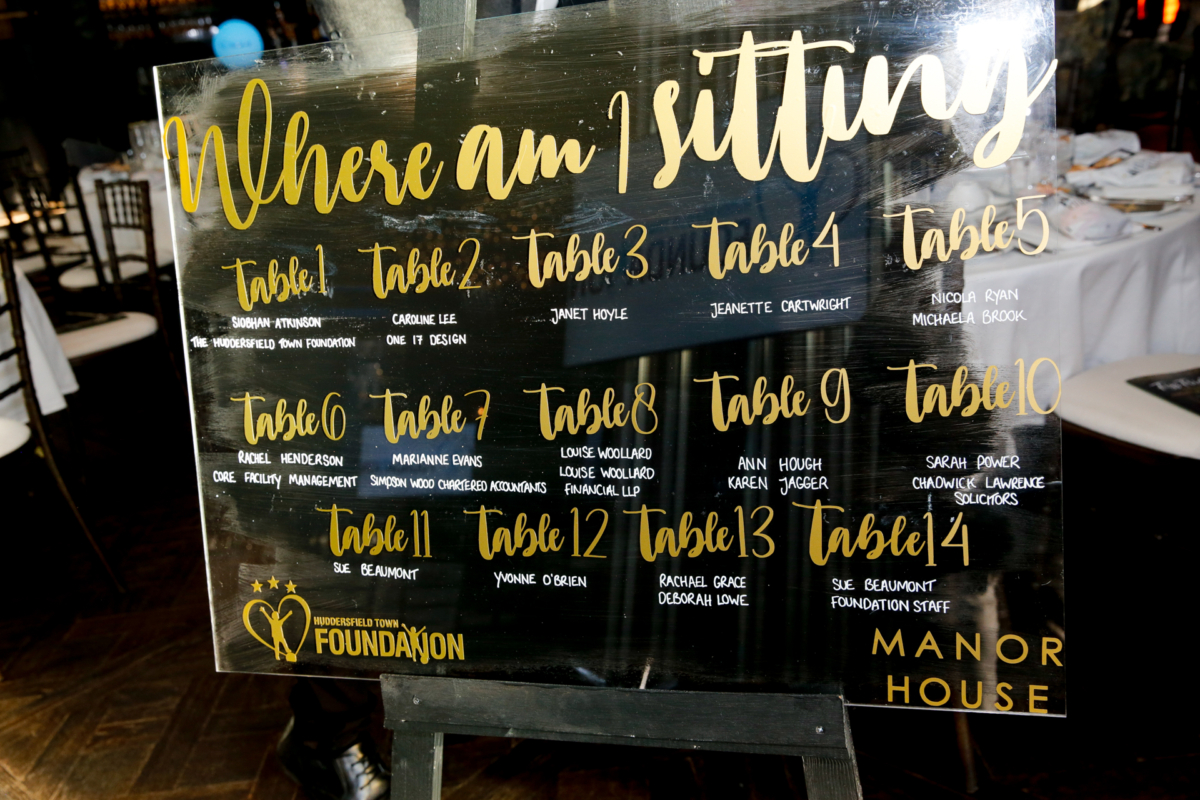 Where am I sitting
Table 1
SIOBHAN ATKINSON
THE HUDDERSFIELD TOWN FOUNDATION
Table 2
CAROLINE LEE
ONE 17 DESIGN
Table 3
JANET HOYLE
Table 4
JEANETTE CARTWRIGHT
Table 5
NICOLA RYAN
MICHAELA BROOK
Table 6
RACHEL HENDERSON
CORE FACILITY MANAGEMENT
Table 7
MARIANNE EVANS
SIMPSON WOOD CHARTERED ACCOUNTANTS
Table 8
LOUISE WOOLLARD
LOUISE WOOLLARD
FINANCIAL LLP
Table 9
ANN HOUGH
KAREN JAGGER
Table 10
SARAH POWER
CHADWICK LAWRENCE
SOLICITORS
Table 11
SUE BEAUMONT
Table 12
YVONNE O'BRIEN
Table 13
RACHAEL GRACE
DEBORAH LOWE
Table 14
SUE BEAUMONT
FOUNDATION STAFF
HUDDERSFIELD TOWN
FOUNDATION
MANOR
HOUSE